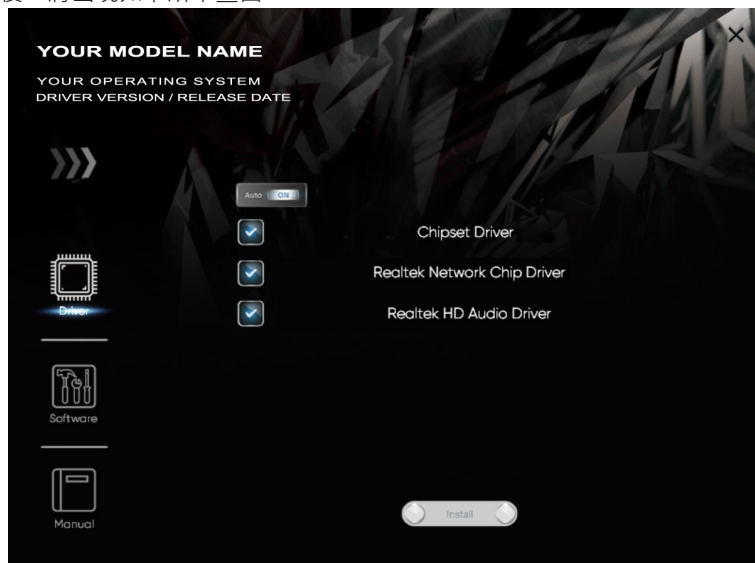 YOUR MODEL NAME
YOUR OPERATING SYSTEM
DRIVER VERSION / RELEASE DATE
Auto ON
Chipset Driver
Realtek Network Chip Driver
Realtek HD Audio Driver
Driver
Software
Manual
Install